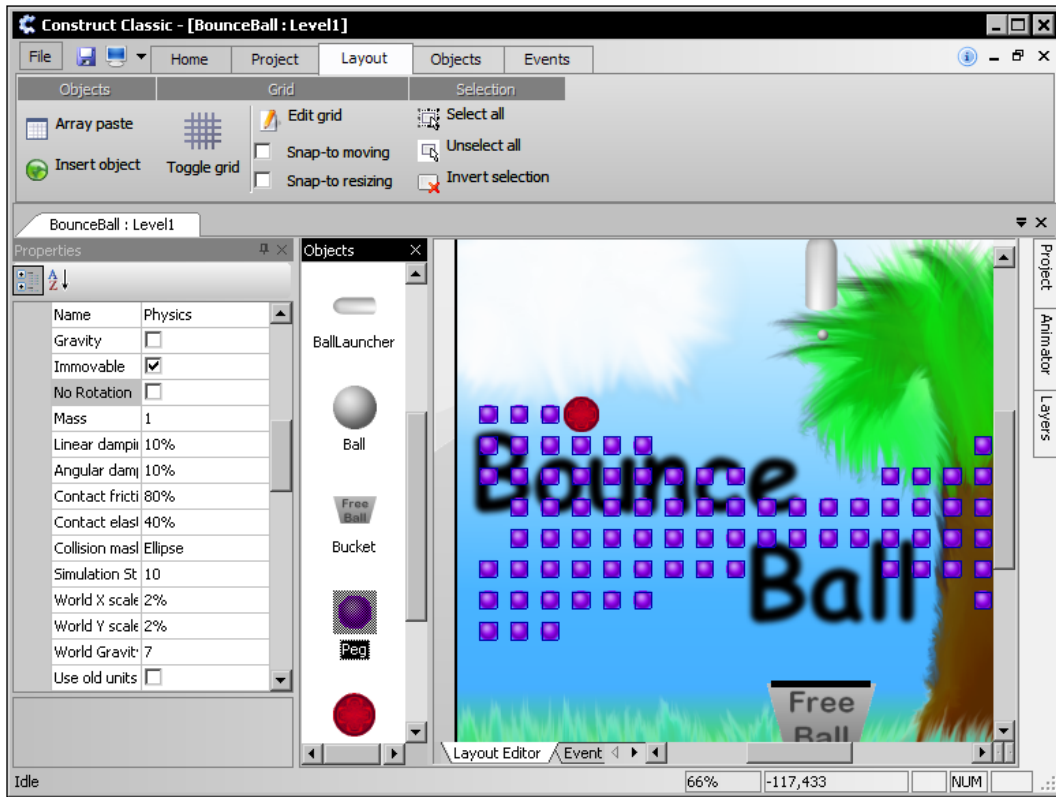 Construct Classic - [BounceBall : Level1]
File Home Project Layout Objects Events
Objects Grid Selection
Array paste
Insert object
Toggle grid
Edit grid
Snap-to moving
Snap-to resizing
Select all
Unselect all
Invert selection
BounceBall : Level1
Properties
Name Physics
Gravity
Immovable
No Rotation
Mass 1
Linear dampi 10%
Angular dam 10%
Contact fricti 80%
Contact elast 40%
Collision mask Ellipse
Simulation St 10
World X scale 2%
World Y scale 2%
World Gravit 7
Use old units
Objects
BallLauncher
Ball
Free
Ball
Bucket
Peg
Bounce
Ball
Free
Ball
Project
Animator
Layers
Layout Editor Event
Idle 66% -117,433 NUM